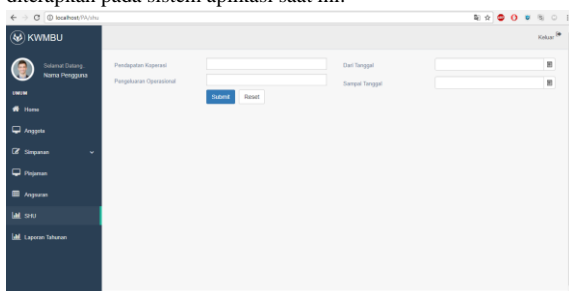 diterapkan pada sistem aplikasi saat ini.
localhost/PA/shu
KWMBU
Keluar
Selamat Datang,
Nama Pengguna
Pendapatan Koperasi
Dari Tanggal
Pengeluaran Operasional
Sampai Tanggal
Submit Reset
UMUM
Home
Anggota
Simpanan
Pinjaman
Angsuran
SHU
Laporan Tahunan